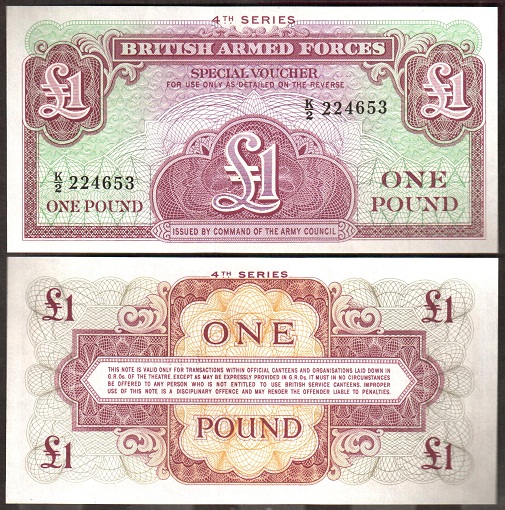 4TH SERIES
BRITISH ARMED FORCES
SPECIAL VOUCHER
FOR USE ONLY AS DETAILED ON THE REVERSE
£1
£1
K/2 224653
£1
K/2 224653
ONE POUND
ONE
POUND
ISSUED BY COMMAND OF THE ARMY COUNCIL
4TH SERIES
£1
£1
ONE
THIS NOTE IS VALID ONLY FOR TRANSACTIONS WITHIN OFFICIAL CANTEENS AND ORGANISATIONS LAID DOWN IN
G.R.Os. OF THE THEATRE. EXCEPT AS MAY BE EXPRESSLY PROVIDED IN G.R.Os. IT MUST IN NO CIRCUMSTANCES
BE OFFERED TO ANY PERSON WHO IS NOT ENTITLED TO USE BRITISH SERVICE CANTEENS. IMPROPER
USE OF THIS NOTE IS A DISCIPLINARY OFFENCE AND MAY RENDER THE OFFENDER LIABLE TO PENALTIES.
POUND
£1
£1